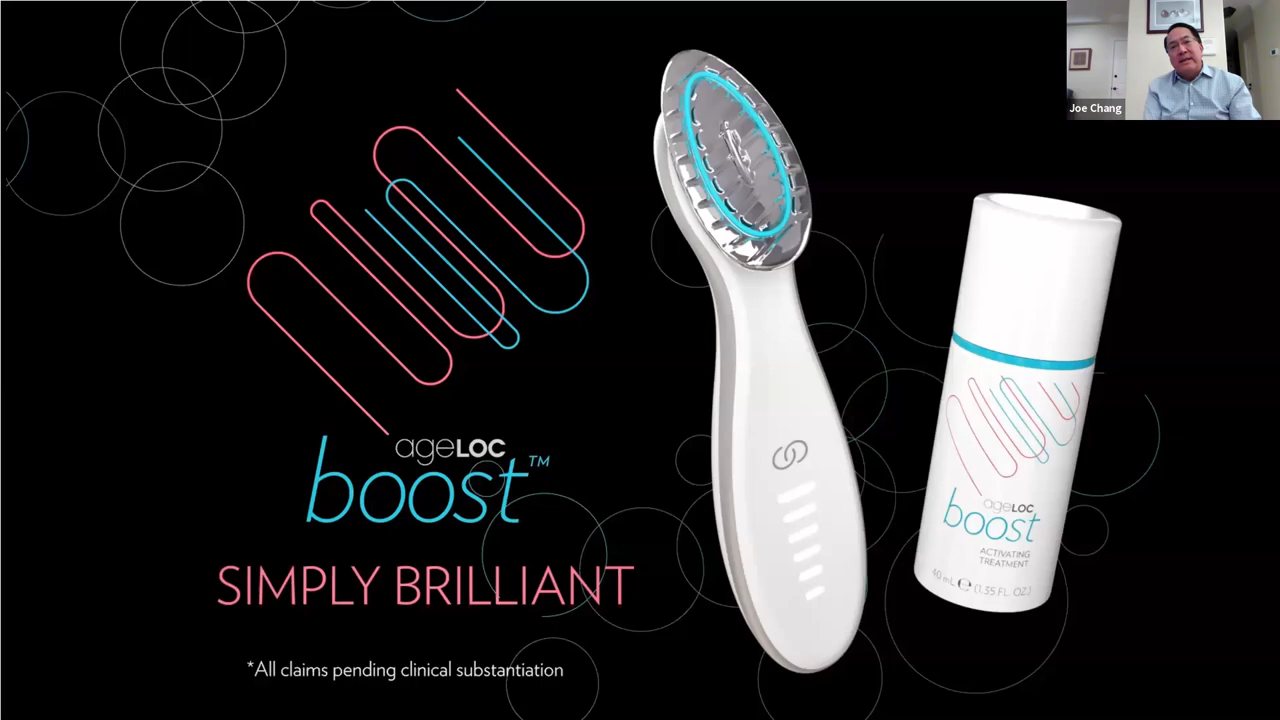 Joe Chang
ageLOC
boost™
SIMPLY BRILLIANT
*All claims pending clinical substantiation
ageLOC
boost
ACTIVATING
TREATMENT
40 mL ℮ (1.35 FL. OZ.)